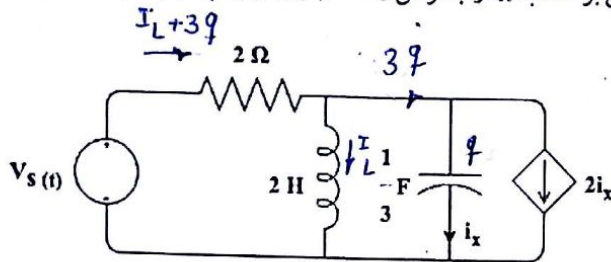 I_L+3q
2 Ω
3q
V_S (t)
2 H
I_L
1
3
F
q
i_x
2i_x